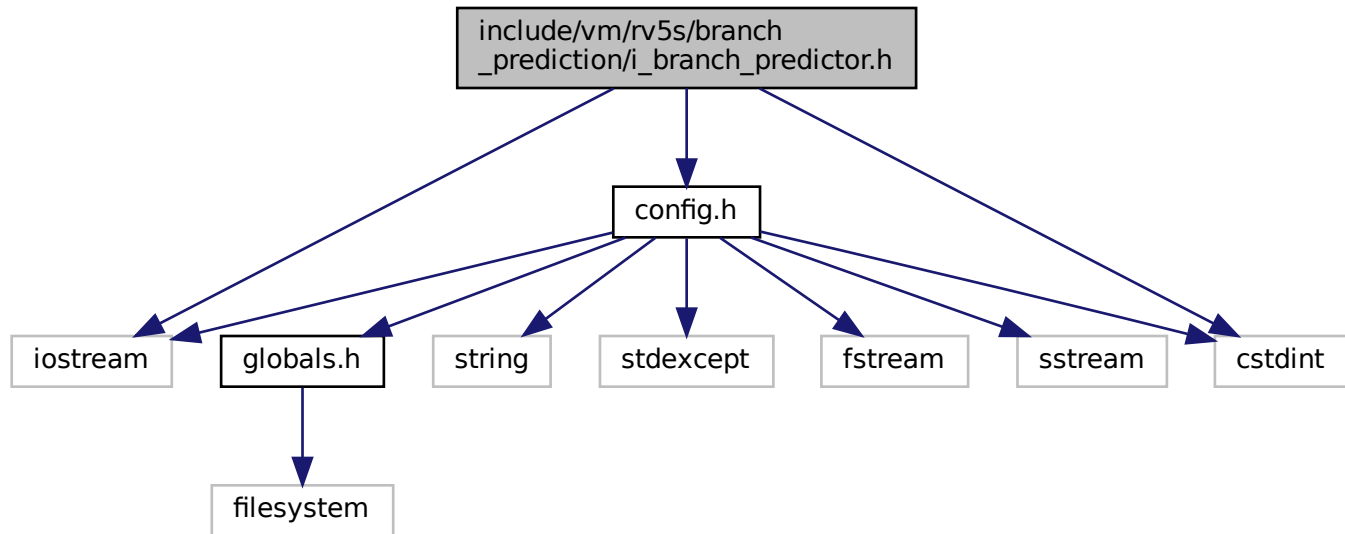 include/vm/rv5s/branch
_prediction/i_branch_predictor.h
config.h
iostream
globals.h
string
stdexcept
fstream
sstream
cstdint
filesystem